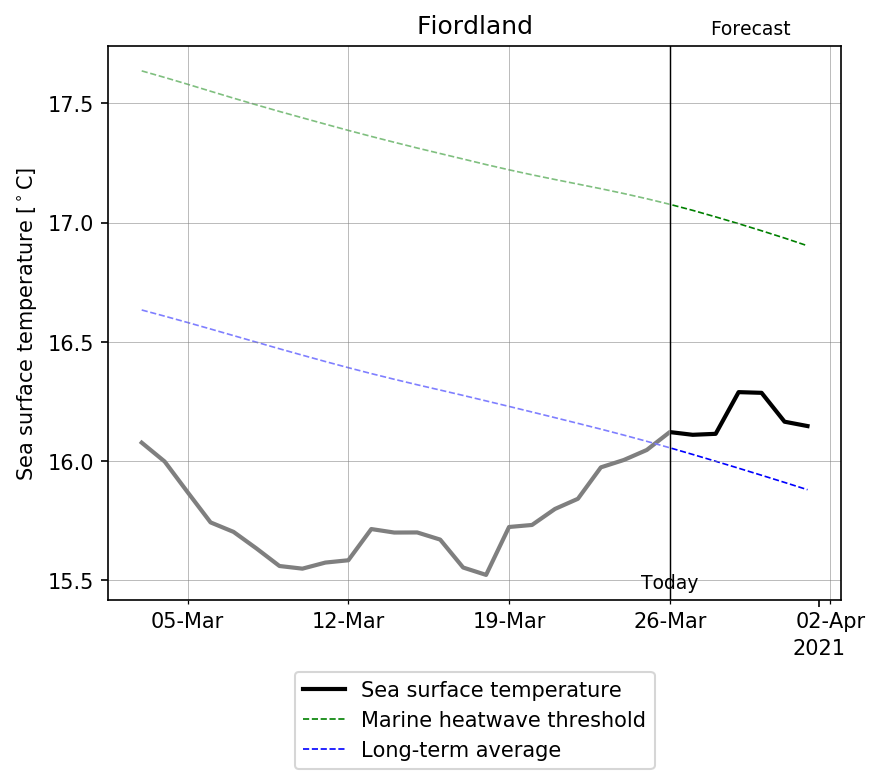 Fiordland
Forecast
Sea surface temperature [°C]
17.5
17.0
16.5
16.0
15.5
Today
05-Mar
12-Mar
19-Mar
26-Mar
02-Apr
2021
Sea surface temperature
Marine heatwave threshold
Long-term average